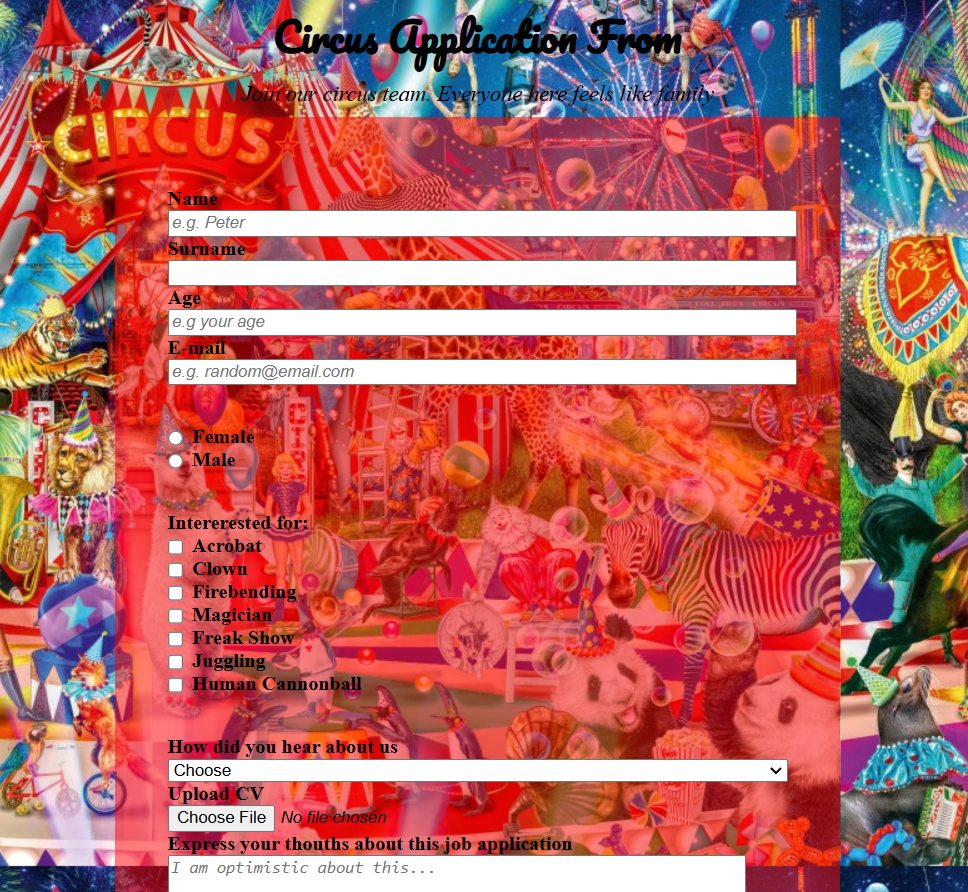 Circus Application From
Join our circus team. Everyone here feels like family
CIRCUS
Name
e.g. Peter
Surname
Age
e.g your age
E-mail
e.g. random@email.com
Female
Male
Intererested for:
Acrobat
Clown
Firebending
Magician
Freak Show
Juggling
Human Cannonball
How did you hear about us
Choose
Upload CV
Choose File No file chosen
Express your thouths about this job application
I am optimistic about this...